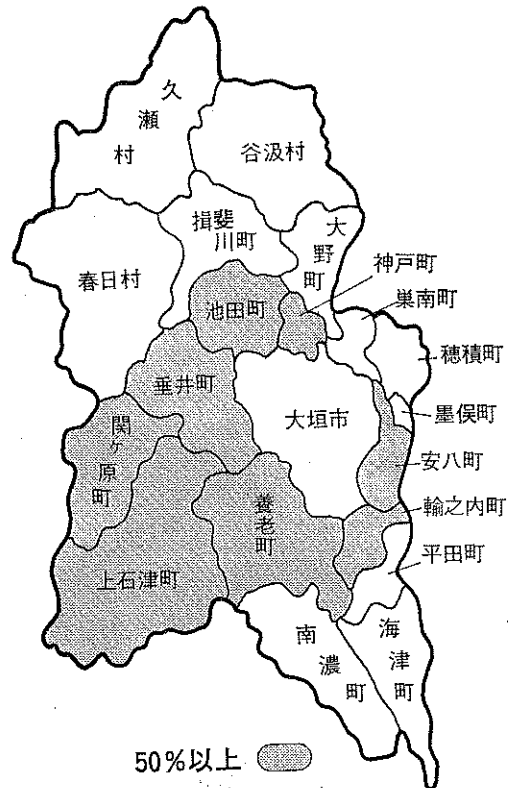 久瀬村
谷汲村
揖斐川町
大野町
神戸町
巣南町
春日村
池田町
穂積町
垂井町
大垣市
墨俣町
関ヶ原町
安八町
養老町
輪之内町
平田町
上石津町
南濃町
海津町
50%以上